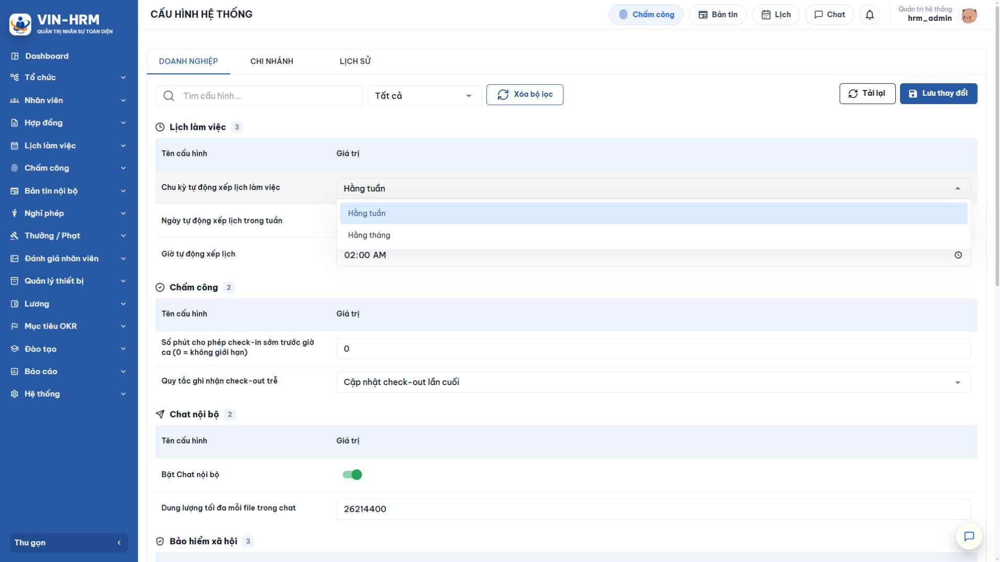 VIN-HRM
QUẢN TRỊ NHÂN SỰ TOÀN DIỆN
Dashboard
Tổ chức
Nhân viên
Hợp đồng
Lịch làm việc
Chấm công
Bản tin nội bộ
Nghỉ phép
Thưởng / Phạt
Đánh giá nhân viên
Quản lý thiết bị
Lương
Mục tiêu OKR
Đào tạo
Báo cáo
Hệ thống
Thu gọn
CẤU HÌNH HỆ THỐNG
Chấm công
Bản tin
Lịch
Chat
Quản trị hệ thống
hrm_admin
DOANH NGHIỆP
CHI NHÁNH
LỊCH SỬ
Tìm cấu hình...
Tất cả
Xóa bộ lọc
Tải lại
Lưu thay đổi
Lịch làm việc 3
Tên cấu hình
Giá trị
Chu kỳ tự động xếp lịch làm việc
Hằng tuần
Hằng tuần
Hằng tháng
Ngày tự động xếp lịch trong tuần
Giờ tự động xếp lịch
02:00 AM
Chấm công 2
Tên cấu hình
Giá trị
Số phút cho phép check-in sớm trước giờ
ca (0 = không giới hạn)
0
Quy tắc ghi nhận check-out trễ
Cập nhật check-out lần cuối
Chat nội bộ 2
Tên cấu hình
Giá trị
Bật Chat nội bộ
Dung lượng tối đa mỗi file trong chat
26214400
Bảo hiểm xã hội 3